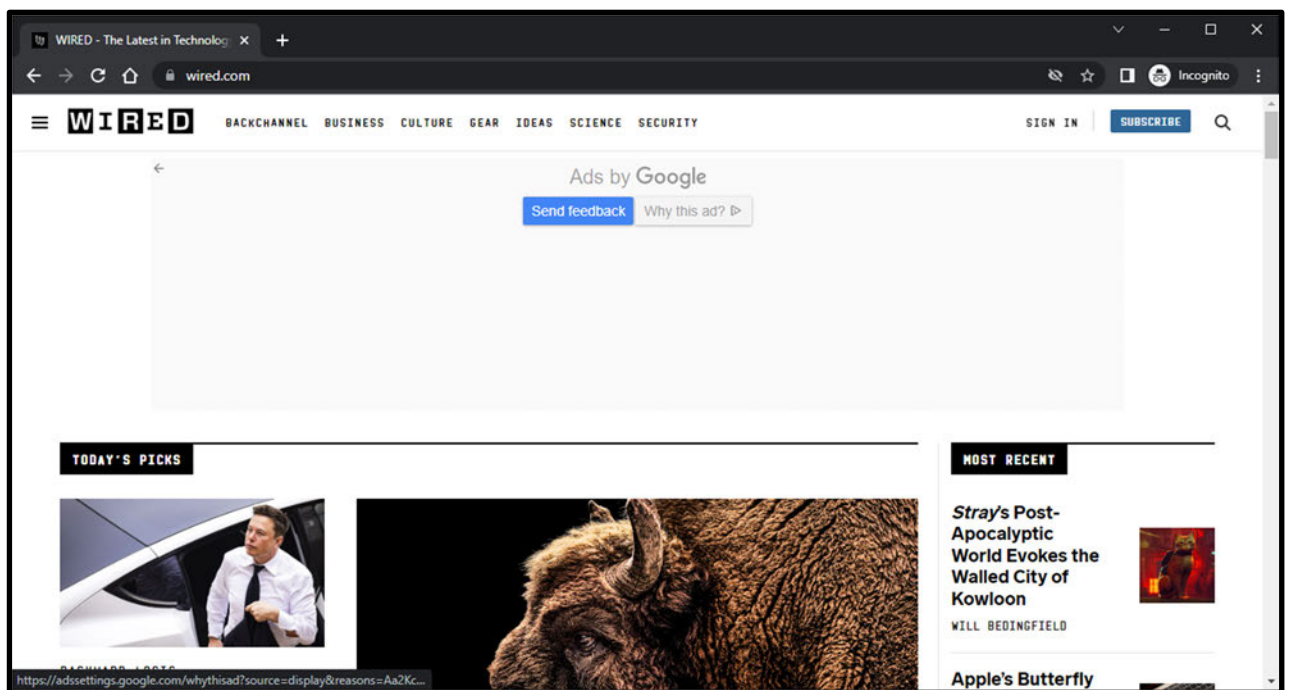 WIRED - The Latest in Technolog
wired.com
Incognito
WIRED BACKCHANNEL BUSINESS CULTURE GEAR IDEAS SCIENCE SECURITY SIGN IN SUBSCRIBE
Ads by Google
Send feedback Why this ad?
TODAY'S PICKS
MOST RECENT
Stray's Post-
Apocalyptic
World Evokes the
Walled City of
Kowloon
WILL BEDINGFIELD
BACKWARD LOGIC
Apple's Butterfly
https://adssettings.google.com/whythisad?source=display&reasons=Aa2Kc...